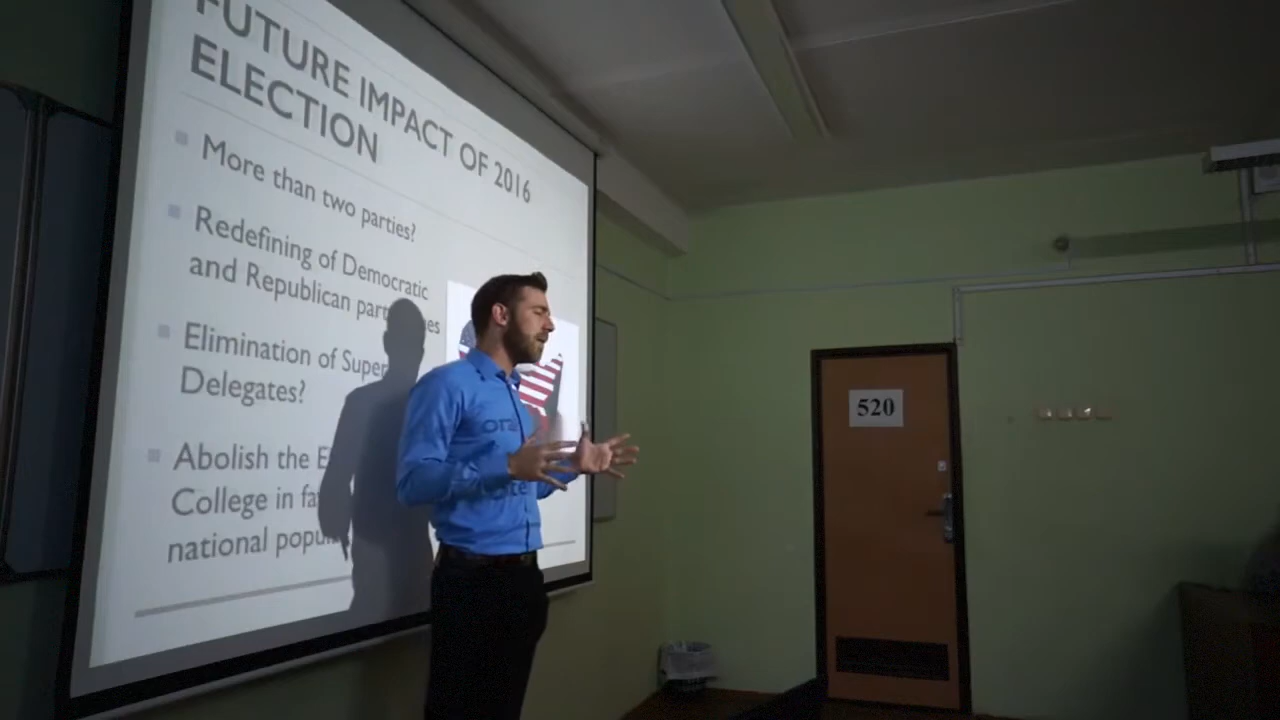 FUTURE IMPACT OF 2016
ELECTION
More than two parties?
Redefining of Democratic
and Republican part es
Elimination of Super
Delegates?
Abolish the E
College in fa
national popu
520